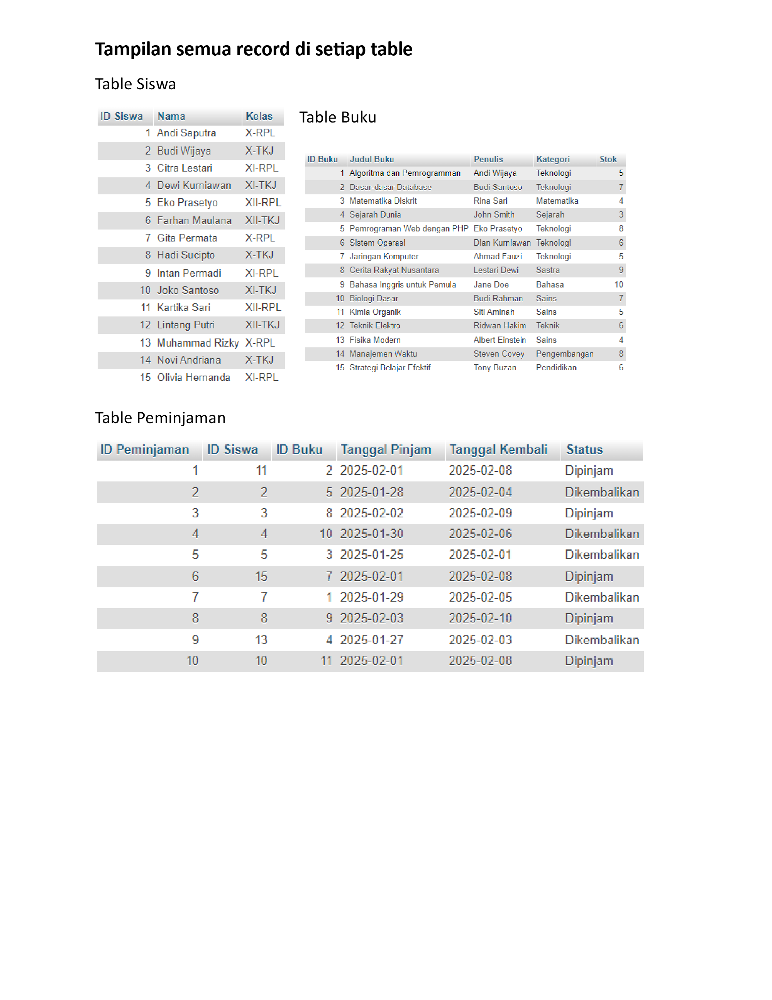 Tampilan semua record di setiap table
Table Siswa
ID Siswa Nama Kelas
1 Andi Saputra X-RPL
2 Budi Wijaya X-TKJ
3 Citra Lestari XI-RPL
4 Dewi Kurniawan XI-TKJ
5 Eko Prasetyo XII-RPL
6 Farhan Maulana XII-TKJ
7 Gita Permata X-RPL
8 Hadi Sucipto X-TKJ
9 Intan Permadi XI-RPL
10 Joko Santoso XI-TKJ
11 Kartika Sari XII-RPL
12 Lintang Putri XII-TKJ
13 Muhammad Rizky X-RPL
14 Novi Andriana X-TKJ
15 Olivia Hernanda XI-RPL
Table Buku
ID Buku Judul Buku Penulis Kategori Stok
1 Algoritma dan Pemrogramman Andi Wijaya Teknologi 5
2 Dasar-dasar Database Budi Santoso Teknologi 7
3 Matematika Diskrit Rina Sari Matematika 4
4 Sejarah Dunia John Smith Sejarah 3
5 Pemrograman Web dengan PHP Eko Prasetyo Teknologi 8
6 Sistem Operasi Dian Kurniawan Teknologi 6
7 Jaringan Komputer Ahmad Fauzi Teknologi 5
8 Cerita Rakyat Nusantara Lestari Dewi Sastra 9
9 Bahasa Inggris untuk Pemula Jane Doe Bahasa 10
10 Biologi Dasar Budi Rahman Sains 7
11 Kimia Organik Siti Aminah Sains 5
12 Teknik Elektro Ridwan Hakim Teknik 6
13 Fisika Modern Albert Einstein Sains 4
14 Manajemen Waktu Steven Covey Pengembangan 8
15 Strategi Belajar Efektif Tony Buzan Pendidikan 6
Table Peminjaman
ID Peminjaman ID Siswa ID Buku Tanggal Pinjam Tanggal Kembali Status
1 11 2 2025-02-01 2025-02-08 Dipinjam
2 2 5 2025-01-28 2025-02-04 Dikembalikan
3 3 8 2025-02-02 2025-02-09 Dipinjam
4 4 10 2025-01-30 2025-02-06 Dikembalikan
5 5 3 2025-01-25 2025-02-01 Dikembalikan
6 15 7 2025-02-01 2025-02-08 Dipinjam
7 7 1 2025-01-29 2025-02-05 Dikembalikan
8 8 9 2025-02-03 2025-02-10 Dipinjam
9 13 4 2025-01-27 2025-02-03 Dikembalikan
10 10 11 2025-02-01 2025-02-08 Dipinjam